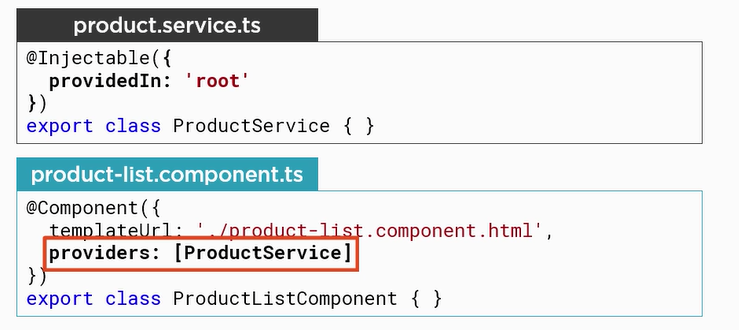 product.service.ts
@Injectable({
  providedIn: 'root'
})
export class ProductService { }
product-list.component.ts
@Component({
  templateUrl: './product-list.component.html',
  providers: [ProductService]
})
export class ProductListComponent { }